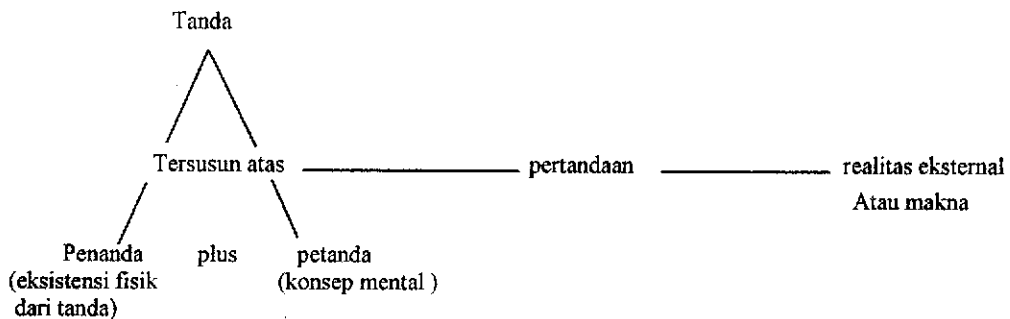 Tanda
Tersusun atas pertandaan realitas eksternal
Atau makna
Penanda plus petanda
(eksistensi fisik (konsep mental )
dari tanda)